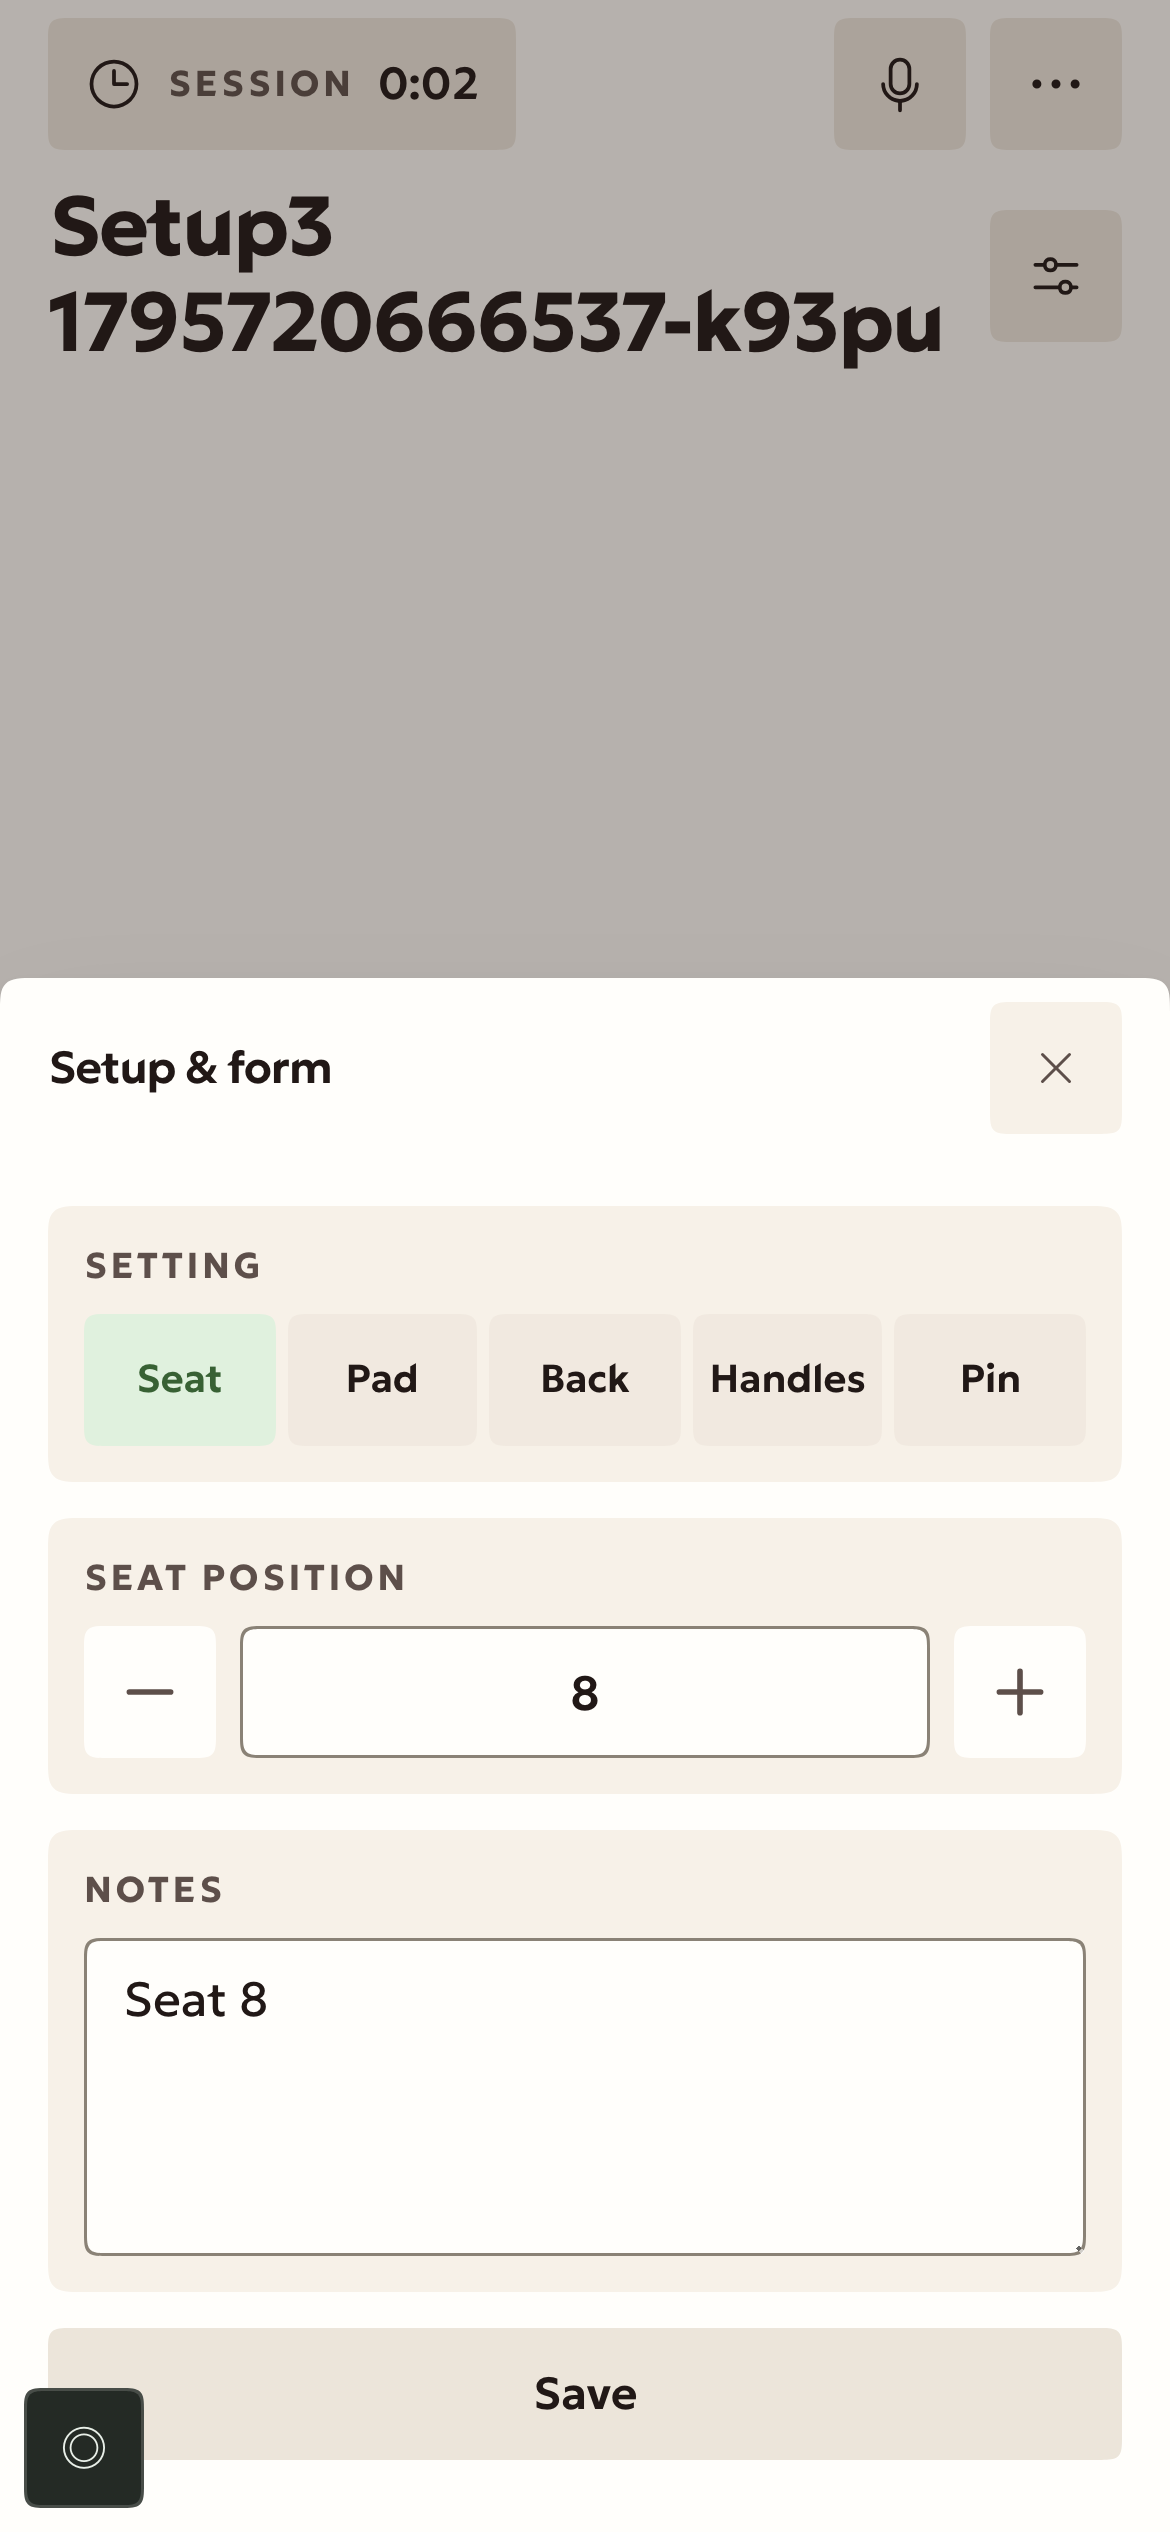 SESSION 0:02
Setup3
1795720666537-k93pu
Setup & form
SETTING
Seat Pad Back Handles Pin
SEAT POSITION
8
NOTES
Seat 8
Save